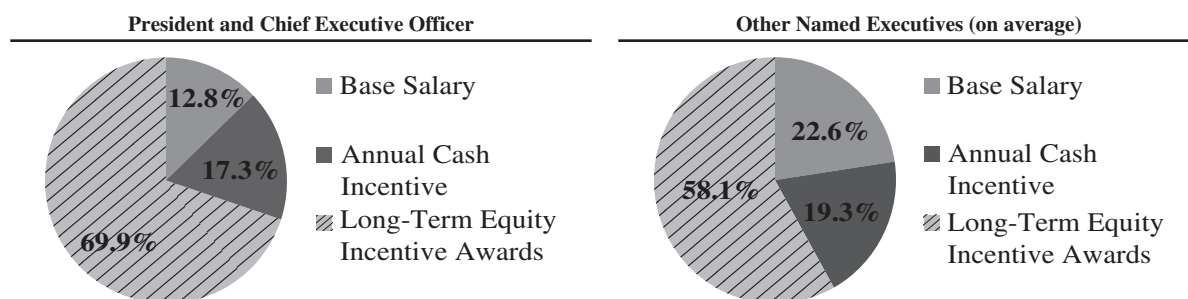 President and Chief Executive Officer
12.8%
17.3%
69.9%
Base Salary
Annual Cash
Incentive
Long-Term Equity
Incentive Awards
Other Named Executives (on average)
22.6%
19.3%
58.1%
Base Salary
Annual Cash
Incentive
Long-Term Equity
Incentive Awards